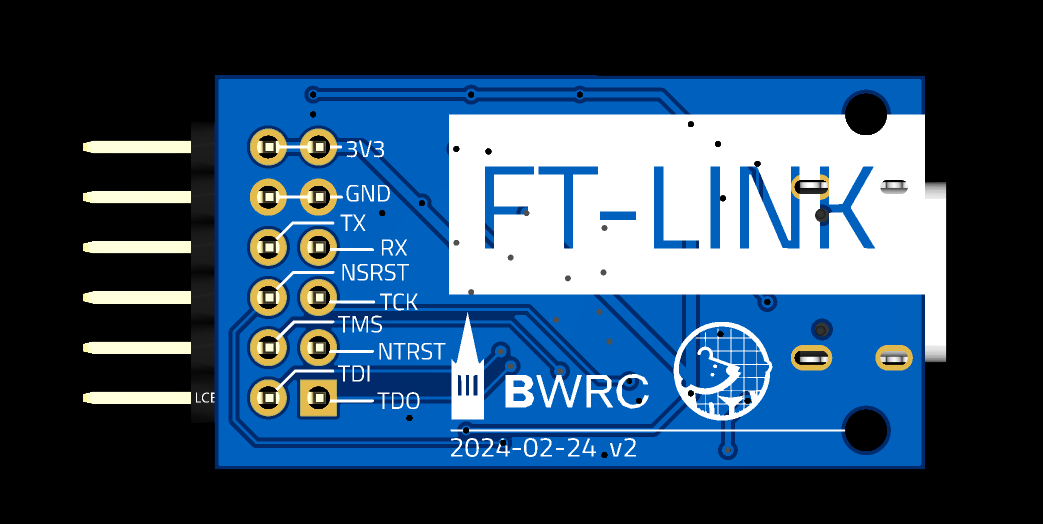 3V3
GND
TX
RX
NSRST
TCK
TMS
NTRST
TDI
TDO
FT-LINK
BWRC
2024-02-24 v2